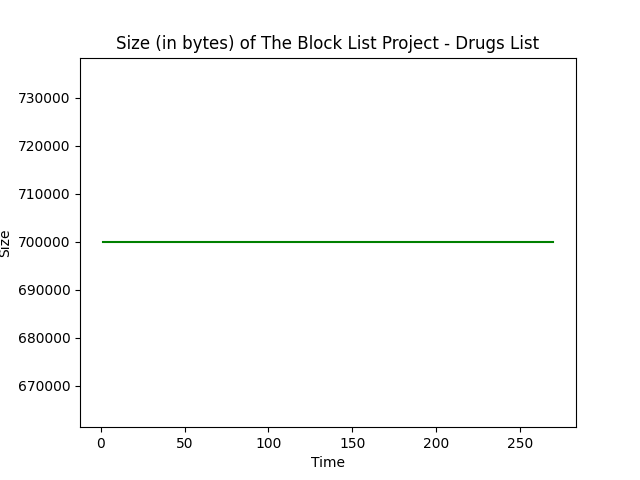 Size (in bytes) of The Block List Project - Drugs List
730000
720000
710000
700000
690000
680000
670000
Size
0 50 100 150 200 250
Time